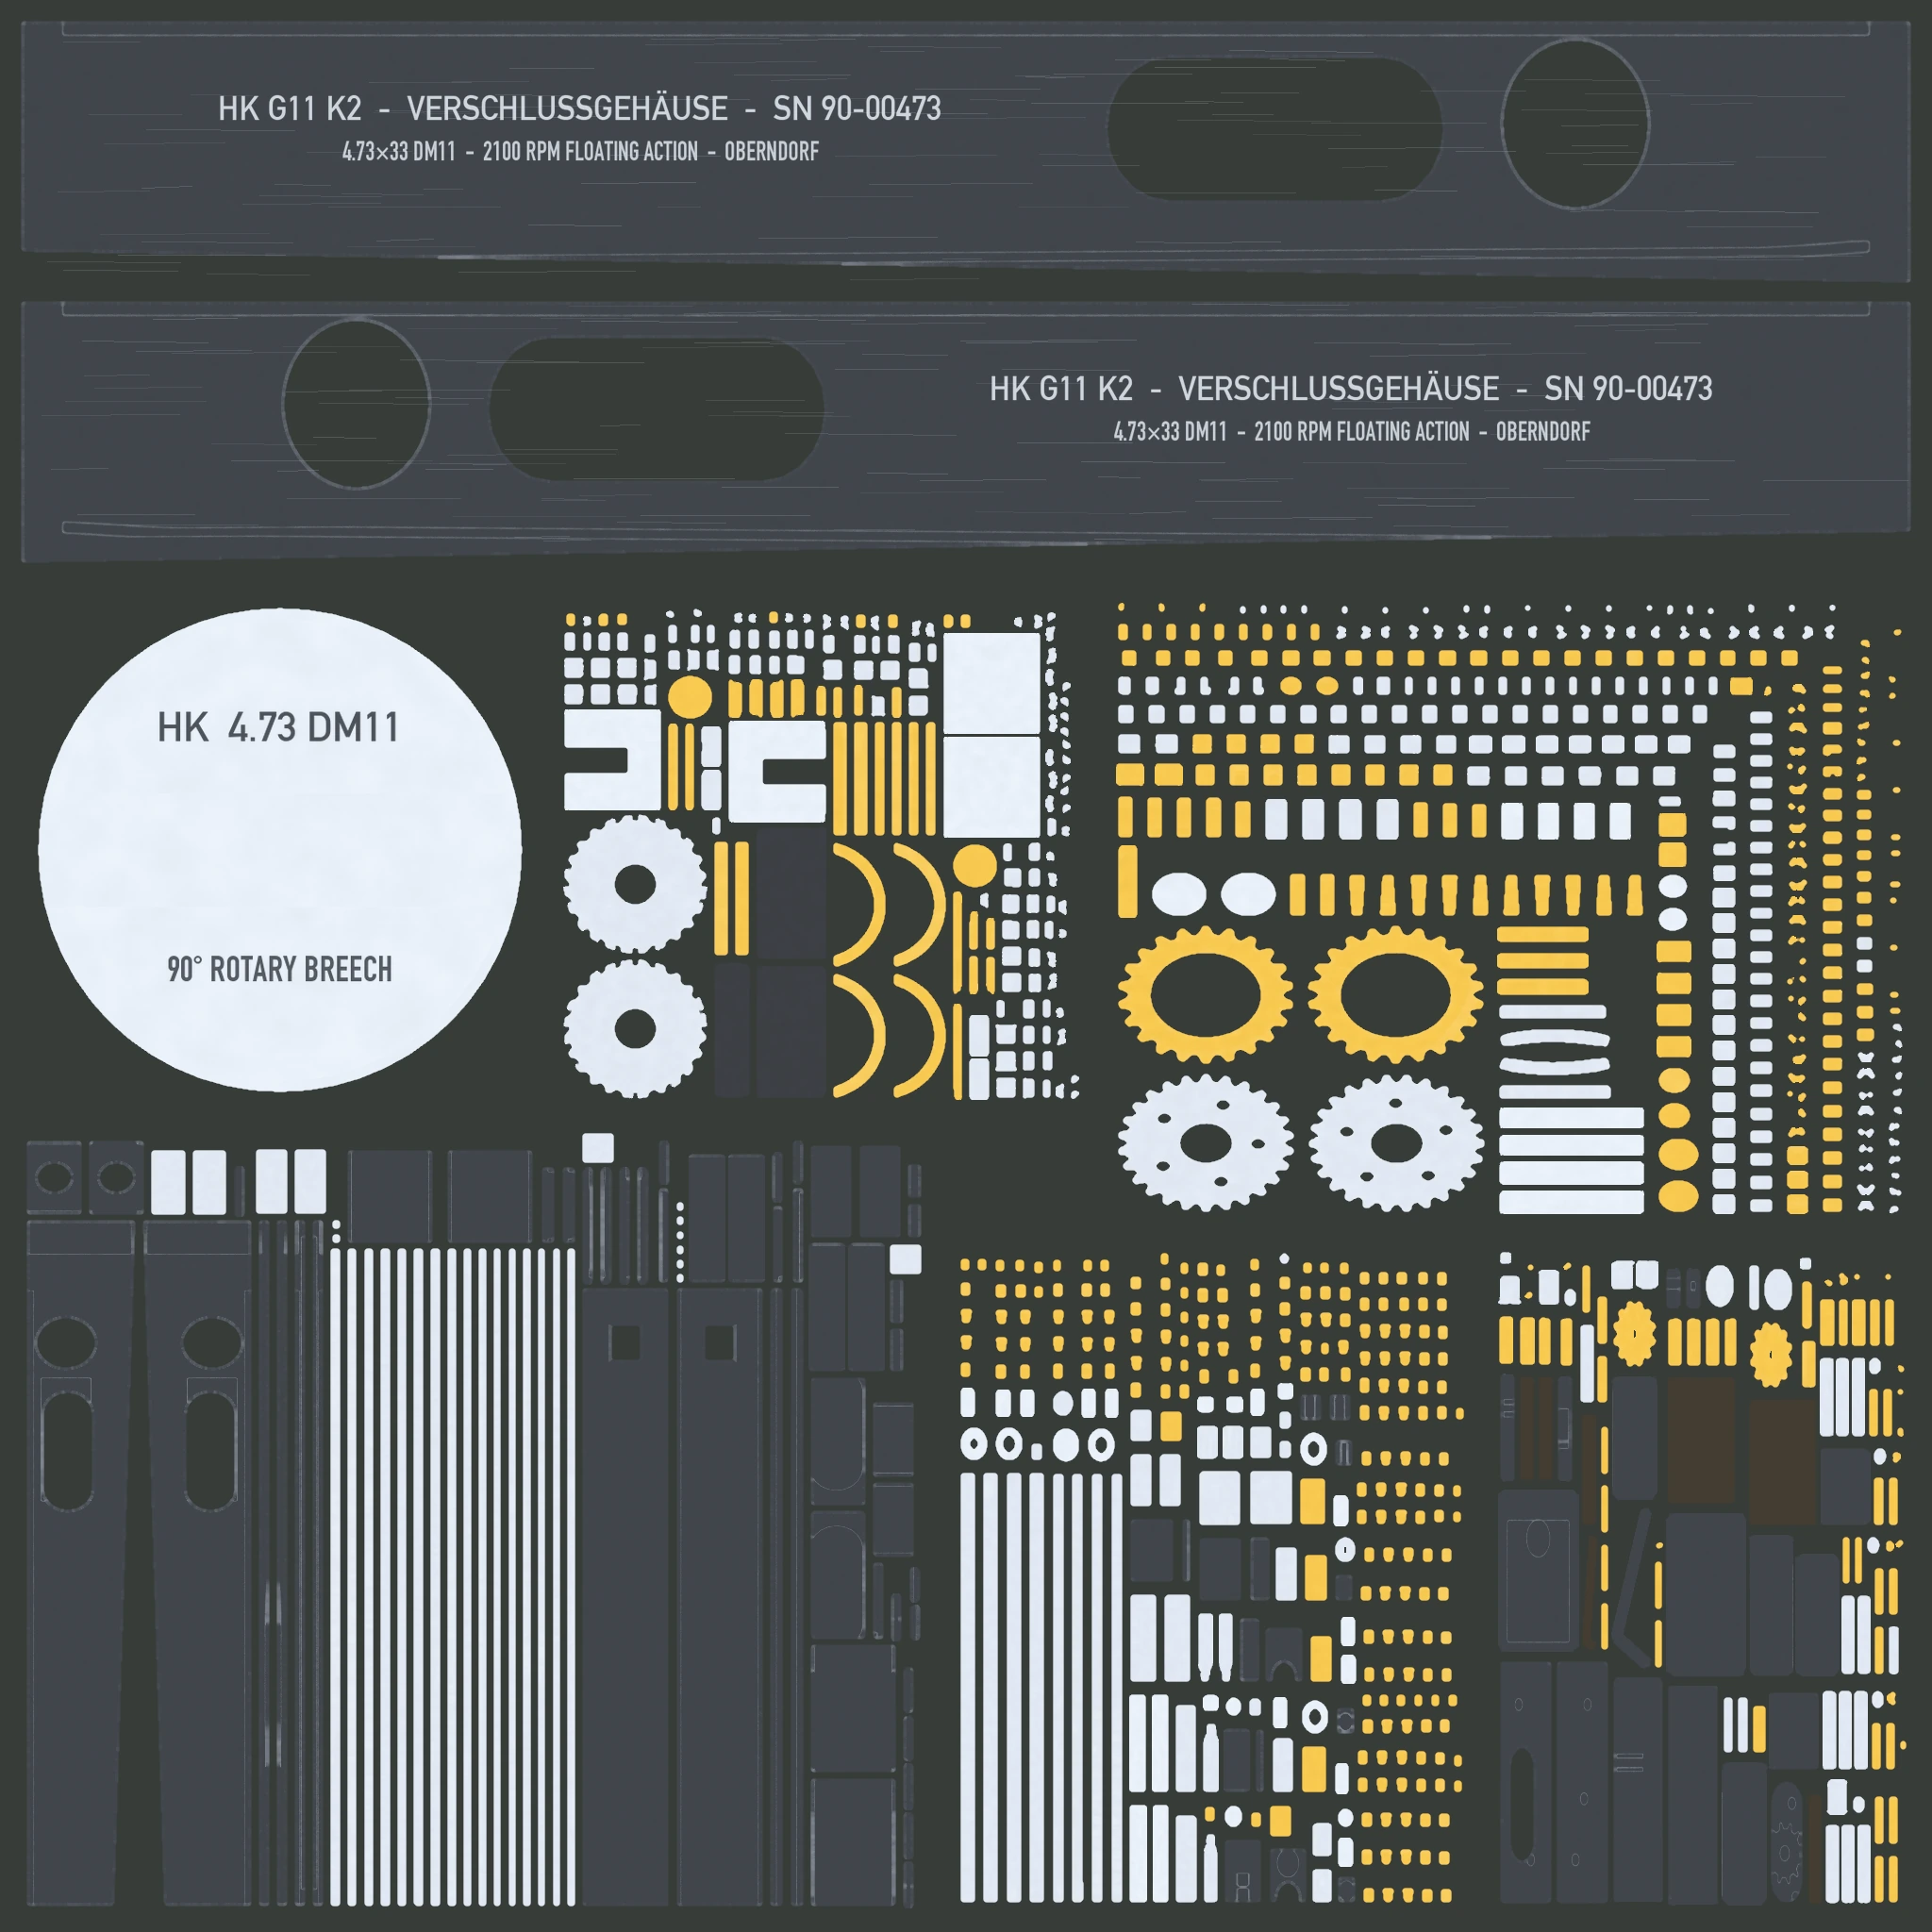 HK G11 K2 - VERSCHLUSSGEHÄUSE - SN 90-00473
4.73×33 DM11 - 2100 RPM FLOATING ACTION - OBERNDORF
HK G11 K2 - VERSCHLUSSGEHÄUSE - SN 90-00473
4.73×33 DM11 - 2100 RPM FLOATING ACTION - OBERNDORF
HK 4.73 DM11
90° ROTARY BREECH